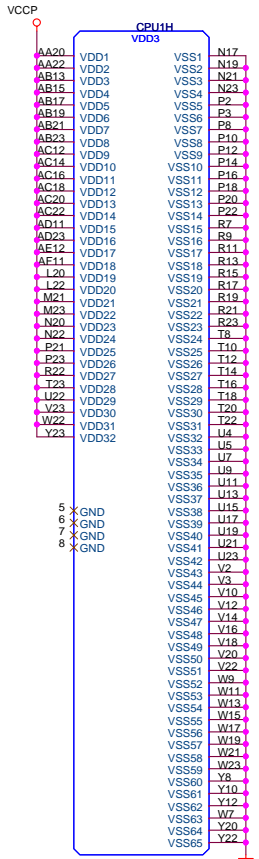 VCCP
CPU1H
VDD3
AA20 VDD1 VSS1 N17
AA22 VDD2 VSS2 N19
AB13 VDD3 VSS3 N21
AB15 VDD4 VSS4 N23
AB17 VDD5 VSS5 P2
AB19 VDD6 VSS6 P3
AB21 VDD7 VSS7 P8
AB23 VDD8 VSS8 P10
AC12 VDD9 VSS9 P12
AC14 VDD10 VSS10 P14
AC16 VDD11 VSS11 P16
AC18 VDD12 VSS12 P18
AC20 VDD13 VSS13 P20
AC22 VDD14 VSS14 P22
AD11 VDD15 VSS15 R7
AD23 VDD16 VSS16 R9
AE12 VDD17 VSS17 R11
AF11 VDD18 VSS18 R13
L20 VDD19 VSS19 R15
L22 VDD20 VSS20 R17
M21 VDD21 VSS21 R19
M23 VDD22 VSS22 R21
N20 VDD23 VSS23 R23
N22 VDD24 VSS24 T8
P21 VDD25 VSS25 T10
P23 VDD26 VSS26 T12
R22 VDD27 VSS27 T14
T23 VDD28 VSS28 T16
U22 VDD29 VSS29 T18
V23 VDD30 VSS30 T20
W22 VDD31 VSS31 T22
Y23 VDD32 VSS32 U4
VSS33 U5
VSS34 U7
VSS35 U9
VSS36 U11
VSS37 U13
5 GND VSS38 U15
6 GND VSS39 U17
7 GND VSS40 U19
8 GND VSS41 U21
VSS42 U23
VSS43 V2
VSS44 V3
VSS45 V10
VSS46 V12
VSS47 V14
VSS48 V16
VSS49 V18
VSS50 V20
VSS51 V22
VSS52 W9
VSS53 W11
VSS54 W13
VSS55 W15
VSS56 W17
VSS57 W19
VSS58 W21
VSS59 W23
VSS60 Y8
VSS61 Y10
VSS62 Y12
VSS63 W7
VSS64 Y20
VSS65 Y22